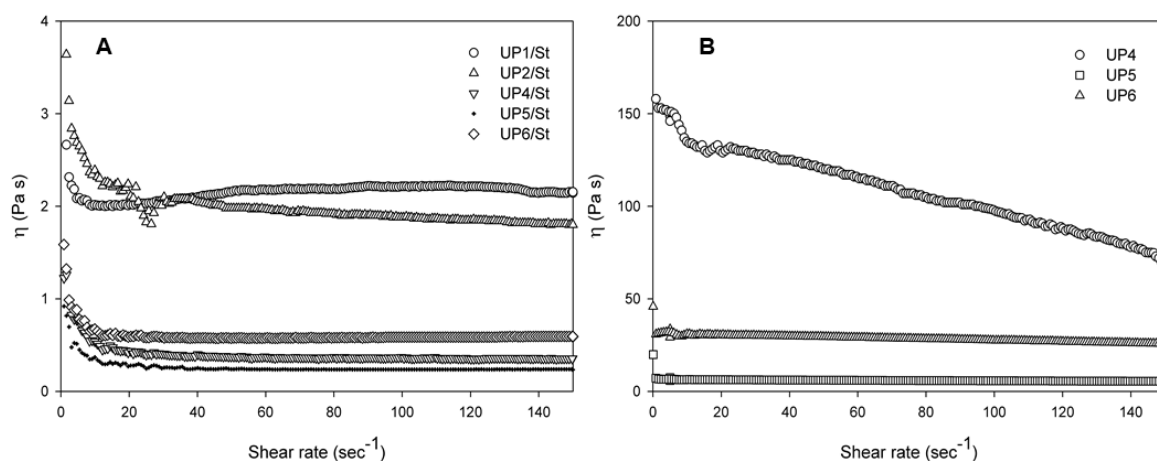 A
UP1/St
UP2/St
UP4/St
UP5/St
UP6/St
4
3
2
1
0
η (Pa s)
0 20 40 60 80 100 120 140
Shear rate (sec⁻¹)
B
UP4
UP5
UP6
200
150
100
50
0
η (Pa s)
0 20 40 60 80 100 120 140
Shear rate (sec⁻¹)